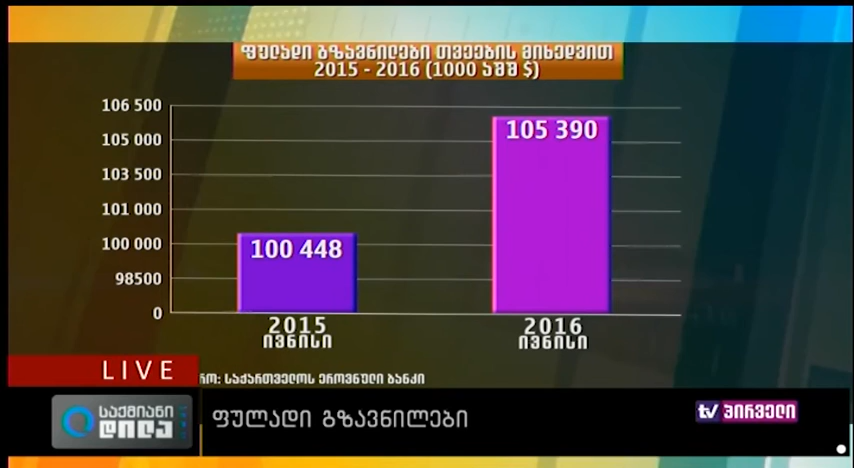 ფულადი გზავნილები თვეების მიხედვით
2015 - 2016 (1000 აშშ $)
106 500
105 000
103 500
101 000
100 000
98500
0
100 448
105 390
2015
ივნისი
2016
ივნისი
LIVE
რო: საქართველოს ეროვნული ბანკი
საქმიანი
დილა
ფულადი გზავნილები
tv პირველი